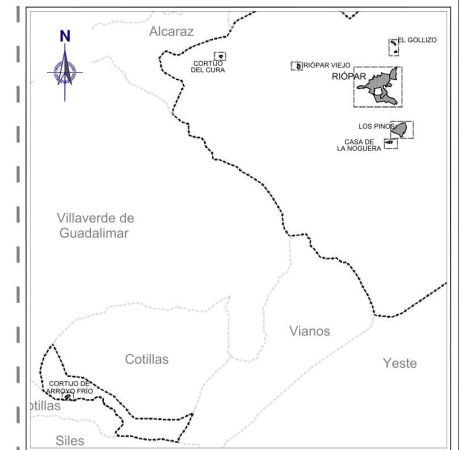 N
Alcaraz
EL GOLLIZO
CORTIJO
DEL CURA
RIÓPAR VIEJO
RIÓPAR
LOS PINOS
CASA DE
LA NOGUERA
Villaverde de
Guadalimar
Vianos
Cotillas
Yeste
CORTIJO DE
ARROYO FRÍO
otillas
Siles